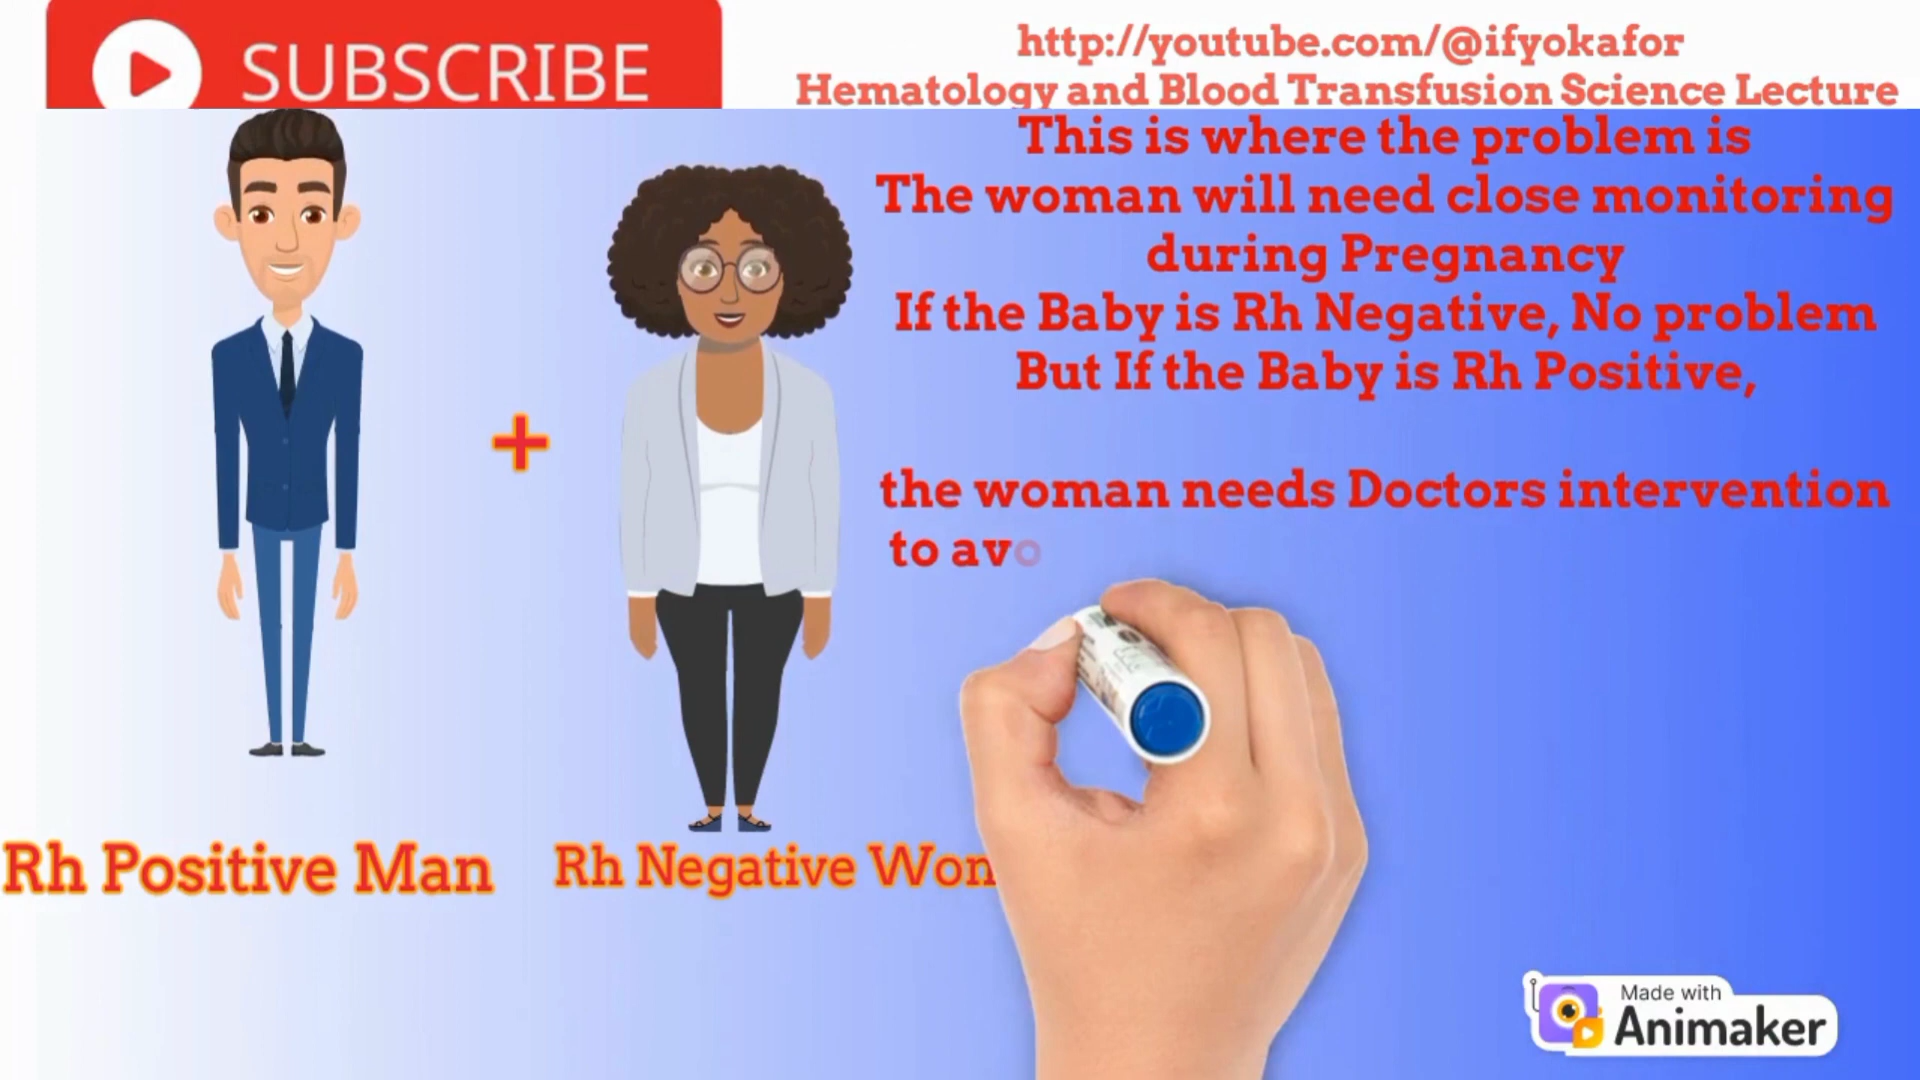 SUBSCRIBE
http://youtube.com/@ifyokafor
Hematology and Blood Transfusion Science Lecture
This is where the problem is
The woman will need close monitoring
during Pregnancy
If the Baby is Rh Negative, No problem
But If the Baby is Rh Positive,
the woman needs Doctors intervention
to avo
Rh Positive Man
Rh Negative Wom
Made with
Animaker